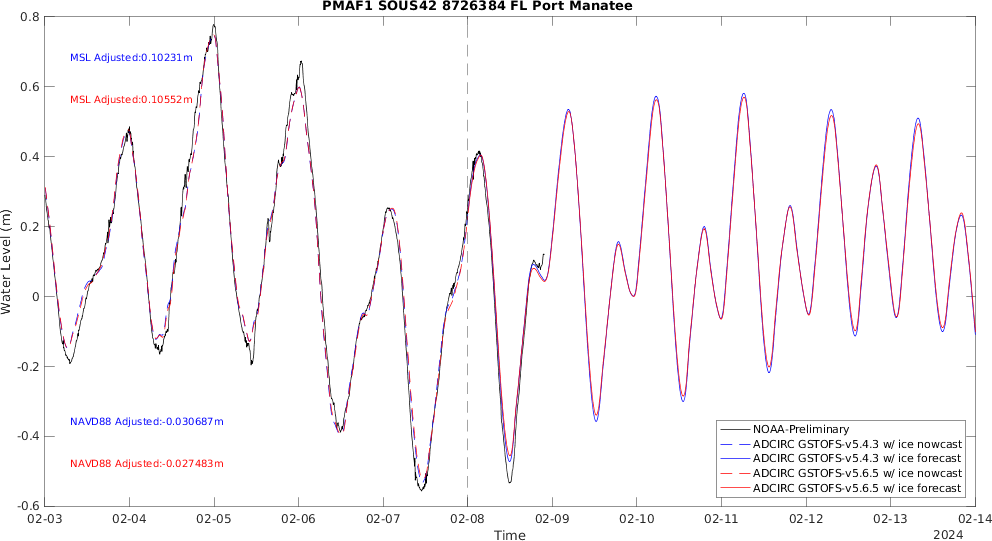 PMAF1 SOUS42 8726384 FL Port Manatee
0.8
0.6
0.4
0.2
0
-0.2
-0.4
-0.6
Water Level (m)
MSL Adjusted:0.10231m
MSL Adjusted:0.10552m
NAVD88 Adjusted:-0.030687m
NAVD88 Adjusted:-0.027483m
NOAA-Preliminary
ADCIRC GSTOFS-v5.4.3 w/ ice nowcast
ADCIRC GSTOFS-v5.4.3 w/ ice forecast
ADCIRC GSTOFS-v5.6.5 w/ ice nowcast
ADCIRC GSTOFS-v5.6.5 w/ ice forecast
02-03 02-04 02-05 02-06 02-07 02-08 02-09 02-10 02-11 02-12 02-13 02-14
Time
2024